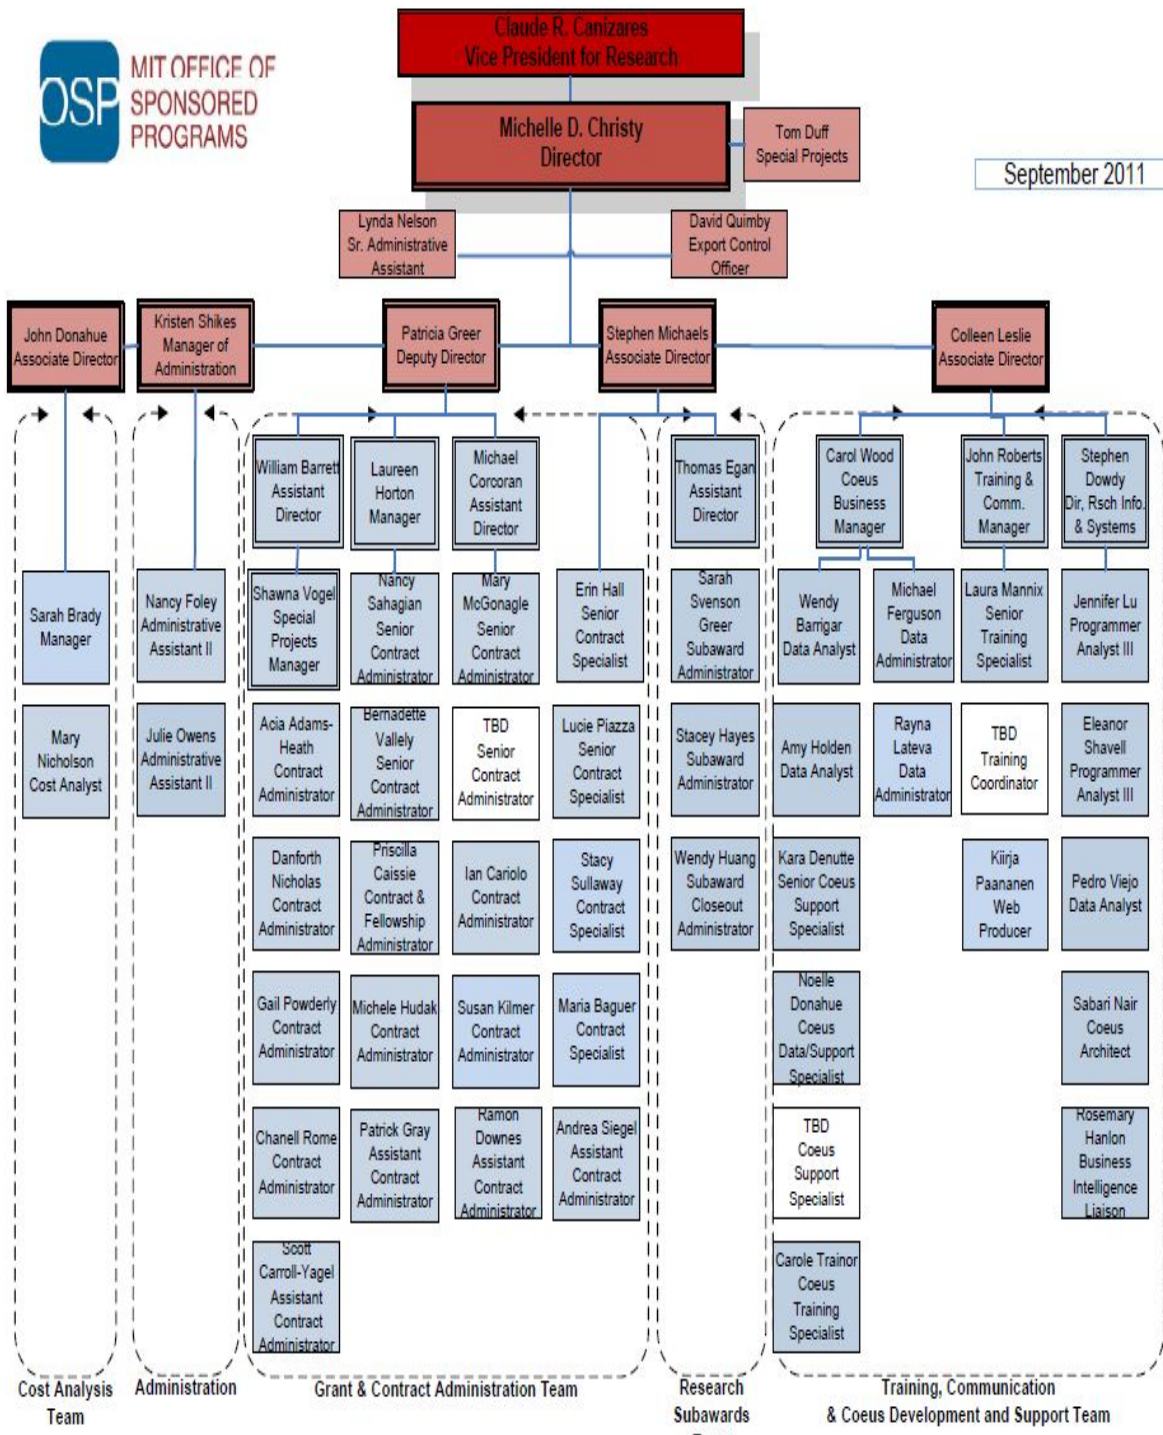 Claude R. Canizares
Vice President for Research
OSP
MIT OFFICE OF
SPONSORED
PROGRAMS
Michelle D. Christy
Director
Tom Duff
Special Projects
September 2011
Lynda Nelson
Sr. Administrative
Assistant
David Quimby
Export Control
Officer
John Donahue
Associate Director
Kristen Shikes
Manager of
Administration
Patricia Greer
Deputy Director
Stephen Michaels
Associate Director
Colleen Leslie
Associate Director
William Barrett
Assistant
Director
Laureen
Horton
Manager
Michael
Corcoran
Assistant
Director
Thomas Egan
Assistant
Director
Carol Wood
Coeus
Business
Manager
John Roberts
Training &
Comm.
Manager
Stephen
Dowdy
Dir, Rsch Info.
& Systems
Sarah Brady
Manager
Nancy Foley
Administrative
Assistant II
Shawna Vogel
Special
Projects
Manager
Nancy
Sahagian
Senior
Contract
Administrator
Mary
McGonagle
Senior
Contract
Administrator
Erin Hall
Senior
Contract
Specialist
Sarah
Svenson
Greer
Subaward
Administrator
Wendy
Barrigar
Data Analyst
Michael
Ferguson
Data
Administrator
Laura Mannix
Senior
Training
Specialist
Jennifer Lu
Programmer
Analyst III
Mary
Nicholson
Cost Analyst
Julie Owens
Administrative
Assistant II
Acia Adams-
Heath
Contract
Administrator
Bernadette
Vallely
Senior
Contract
Administrator
TBD
Senior
Contract
Administrator
Lucie Piazza
Senior
Contract
Specialist
Stacey Hayes
Subaward
Administrator
Amy Holden
Data Analyst
Rayna
Lateva
Data
Administrator
TBD
Training
Coordinator
Eleanor
Shavell
Programmer
Analyst III
Danforth
Nicholas
Contract
Administrator
Priscilla
Caissie
Contract &
Fellowship
Administrator
Ian Cariolo
Contract
Administrator
Stacy
Sullaway
Contract
Specialist
Wendy Huang
Subaward
Closeout
Administrator
Kara Denutte
Senior Coeus
Support
Specialist
Kiirja
Paananen
Web
Producer
Pedro Viejo
Data Analyst
Gail Powderly
Contract
Administrator
Michele Hudak
Contract
Administrator
Susan Kilmer
Contract
Administrator
Maria Baguer
Contract
Specialist
Noelle
Donahue
Coeus
Data/Support
Specialist
Sabari Nair
Coeus
Architect
Chanell Rome
Contract
Administrator
Patrick Gray
Assistant
Contract
Administrator
Ramon
Downes
Assistant
Contract
Administrator
Andrea Siegel
Assistant
Contract
Administrator
TBD
Coeus
Support
Specialist
Rosemary
Hanlon
Business
Intelligence
Liaison
Scott
Carroll-Yagel
Assistant
Contract
Administrator
Carole Trainor
Coeus
Training
Specialist
Cost Analysis
Team
Administration
Grant & Contract Administration Team
Research
Subawards
Training, Communication
& Coeus Development and Support Team